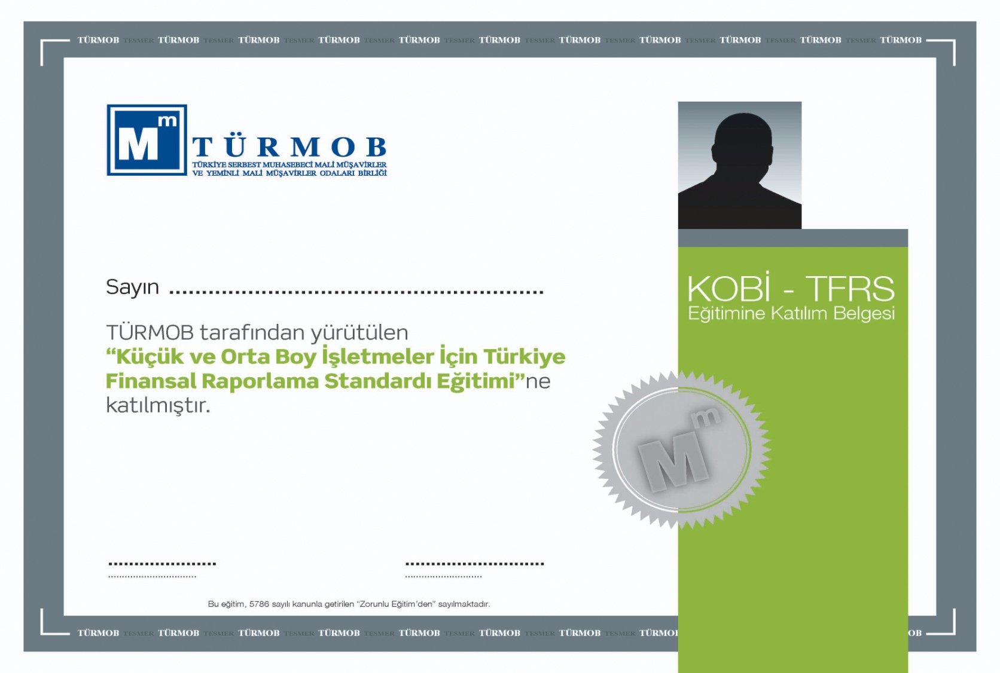 TÜRMOB TESMER TÜRMOB TESMER TÜRMOB TESMER TÜRMOB TESMER TÜRMOB TESMER TÜRMOB TESMER TÜRMOB TESMER TÜRMOB TESMER TÜRMOB TESMER TÜRMOB TESMER TÜRMOB
Mm
TÜRMOB
TÜRKİYE SERBEST MUHASEBECİ MALİ MÜŞAVİRLER
VE YEMİNLİ MALİ MÜŞAVİRLER ODALARI BİRLİĞİ
KOBİ - TFRS
Eğitimine Katılım Belgesi
Sayın ..........................................................
TÜRMOB tarafından yürütülen
“Küçük ve Orta Boy İşletmeler İçin Türkiye
Finansal Raporlama Standardı Eğitimi”ne
katılmıştır.
Mm
Bu eğitim, 5786 sayılı kanunla getirilen “Zorunlu Eğitim’den” sayılmaktadır.
TÜRMOB TESMER TÜRMOB TESMER TÜRMOB TESMER TÜRMOB TESMER TÜRMOB TESMER TÜRMOB TESMER TÜRMOB TESMER TÜRMO OB